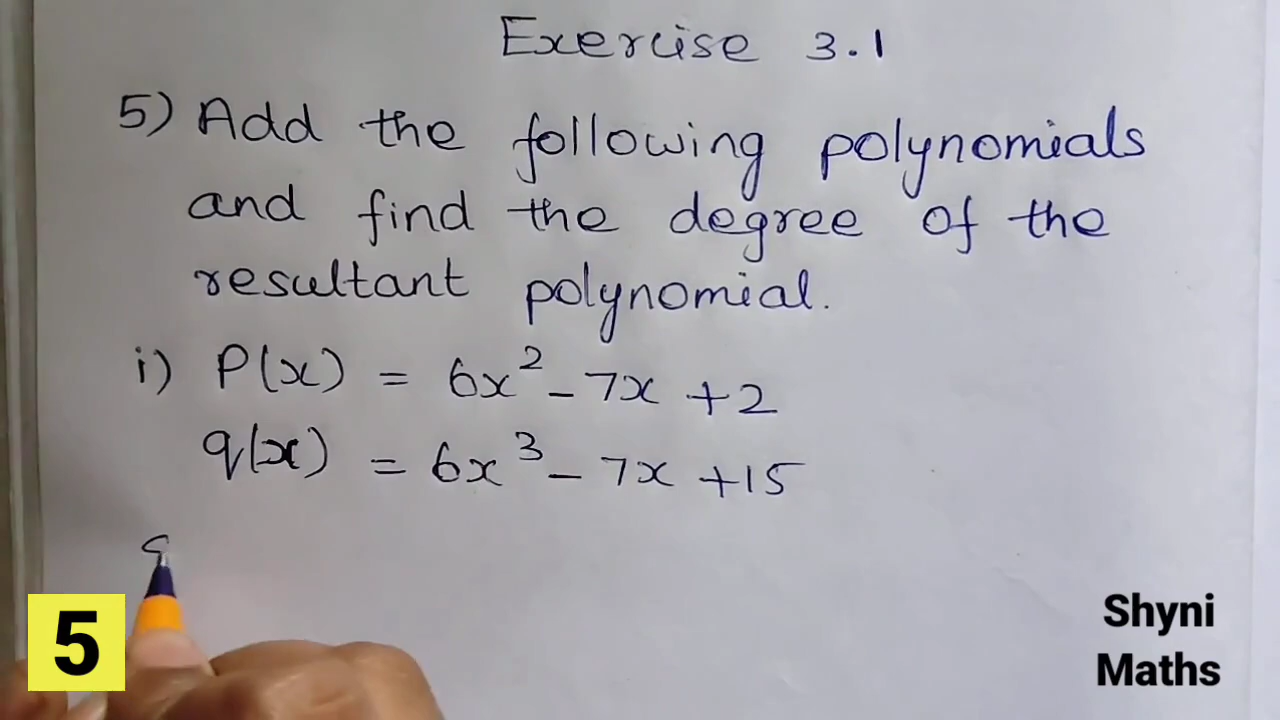 Exercise 3.1
5) Add the following polynomials
and find the degree of the
resultant polynomial.
i) P(x) = 6x² - 7x + 2
q(x) = 6x³ - 7x + 15
5
Shyni
Maths